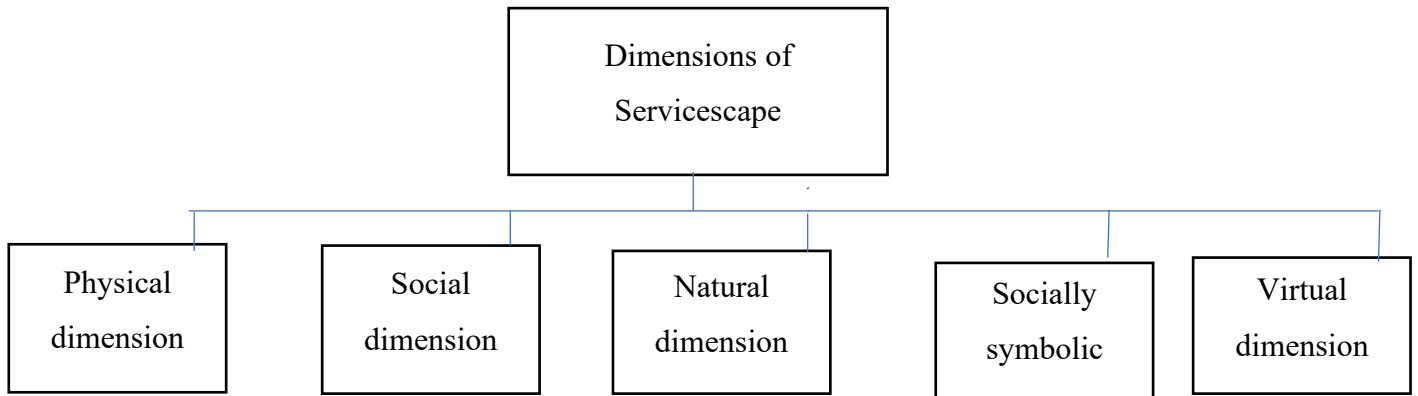 Dimensions of
Servicescape
Physical
dimension
Social
dimension
Natural
dimension
Socially
symbolic
Virtual
dimension